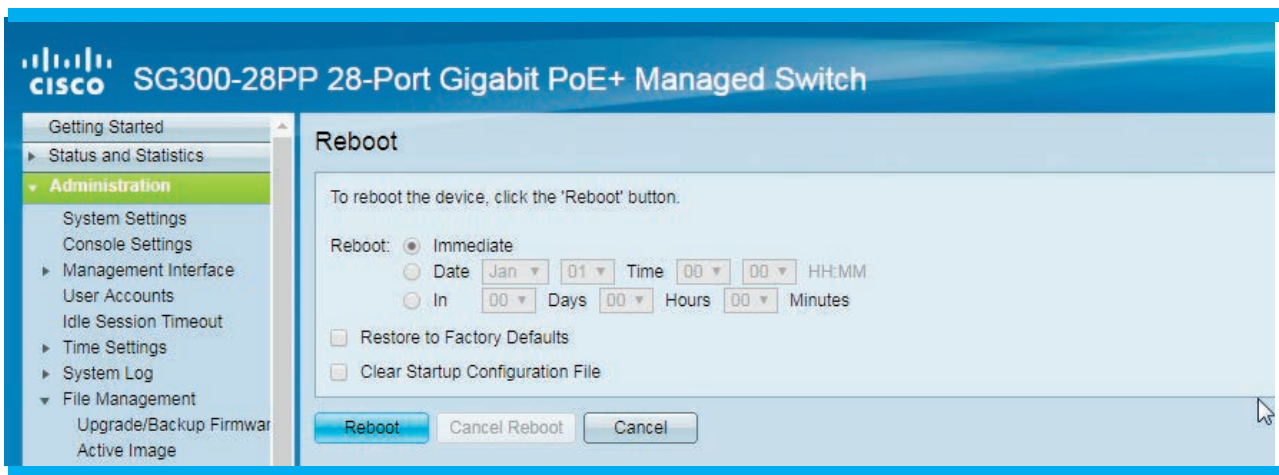 CISCO SG300-28PP 28-Port Gigabit PoE+ Managed Switch
Getting Started
Status and Statistics
Administration
System Settings
Console Settings
Management Interface
User Accounts
Idle Session Timeout
Time Settings
System Log
File Management
Upgrade/Backup Firmwar
Active Image
Reboot
To reboot the device, click the 'Reboot' button.
Reboot: Immediate
Date Jan 01 Time 00 00 HH:MM
In 00 Days 00 Hours 00 Minutes
Restore to Factory Defaults
Clear Startup Configuration File
Reboot Cancel Reboot Cancel